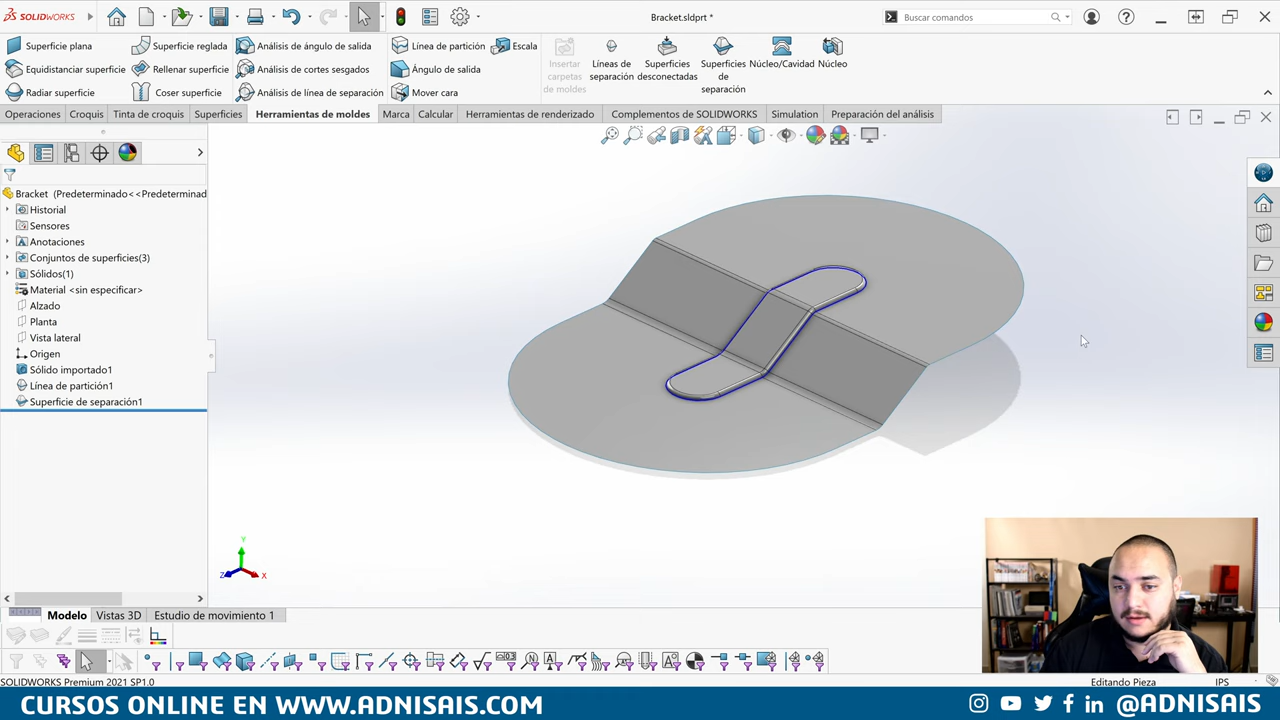 SOLIDWORKS
Bracket.sldprt *
Buscar comandos
Superficie plana
Superficie reglada
Análisis de ángulo de salida
Línea de partición
Escala
Equidistanciar superficie
Rellenar superficie
Análisis de cortes sesgados
Ángulo de salida
Radiar superficie
Coser superficie
Análisis de línea de separación
Mover cara
Insertar
carpetas
de moldes
Líneas de
separación
Superficies
desconectadas
Superficies
de
separación
Núcleo/Cavidad
Núcleo
Operaciones
Croquis
Tinta de croquis
Superficies
Herramientas de moldes
Marca
Calcular
Herramientas de renderizado
Complementos de SOLIDWORKS
Simulation
Preparación del análisis
Bracket (Predeterminado<<Predeterminad
Historial
Sensores
Anotaciones
Conjuntos de superficies(3)
Sólidos(1)
Material <sin especificar>
Alzado
Planta
Vista lateral
Origen
Sólido importado1
Línea de partición1
Superficie de separación1
Y
Z
X
Modelo
Vistas 3D
Estudio de movimiento 1
SOLIDWORKS Premium 2021 SP1.0
Editando Pieza
IPS
CURSOS ONLINE EN WWW.ADNISAIS.COM
@ADNISAIS